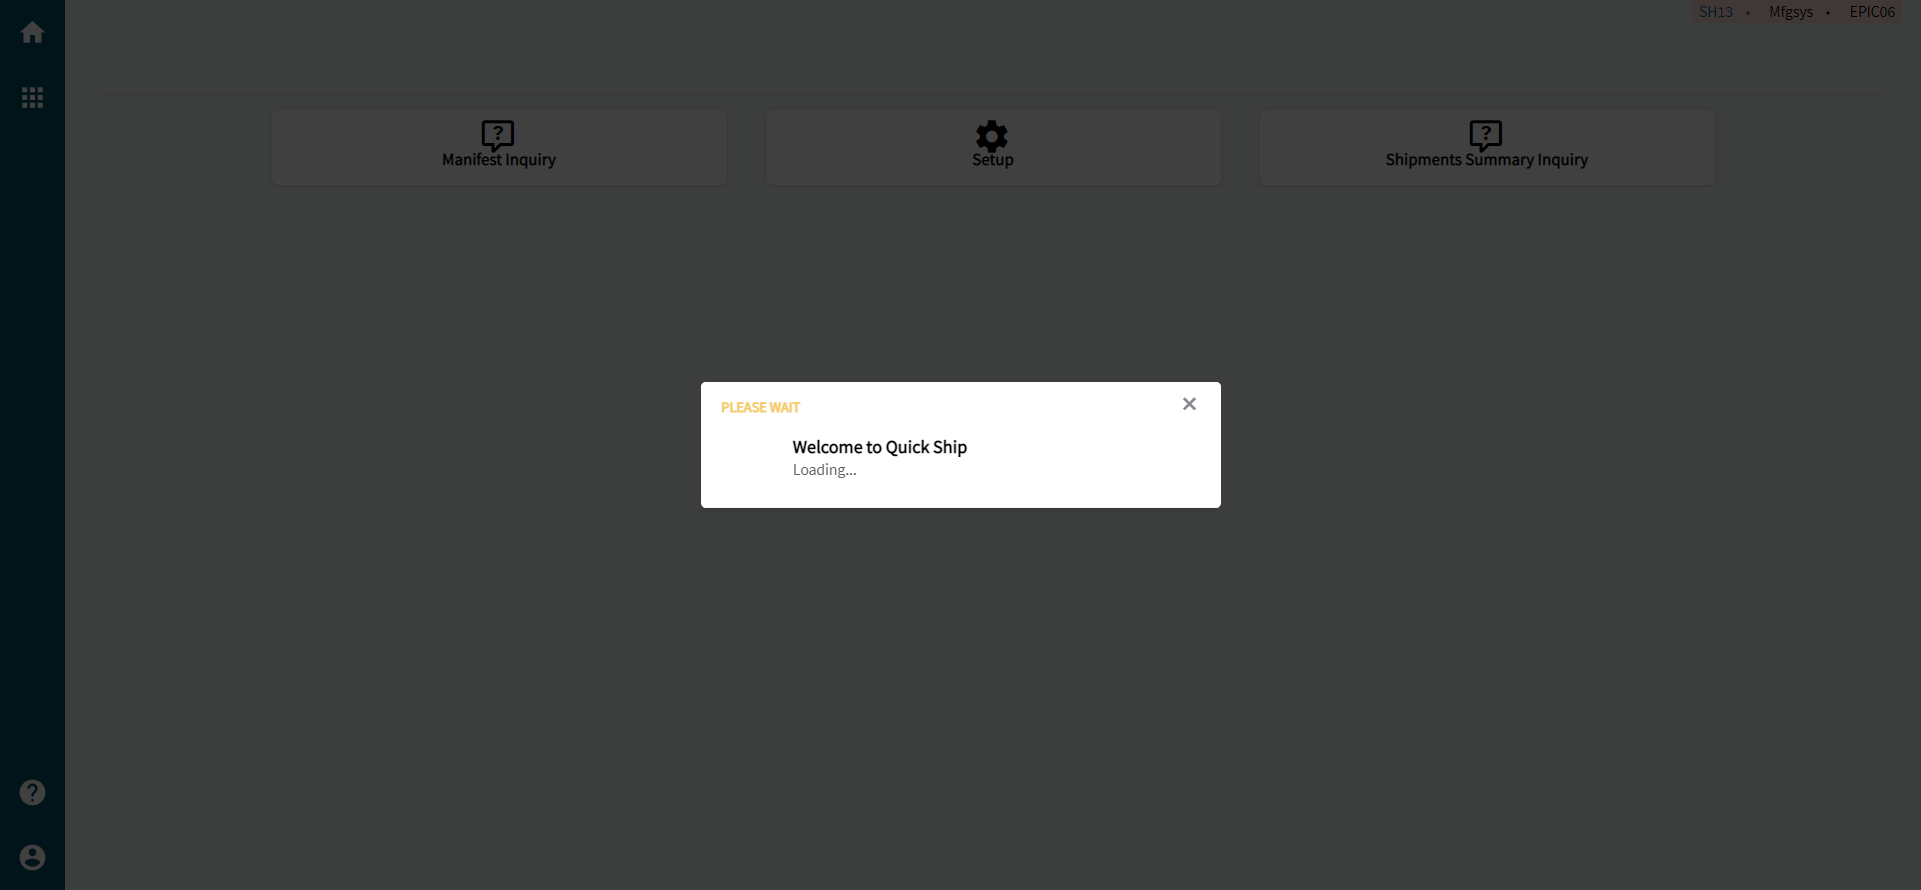 SH13 • Mfgsys • EPIC06
Manifest Inquiry
Setup
Shipments Summary Inquiry
PLEASE WAIT
Welcome to Quick Ship
Loading...